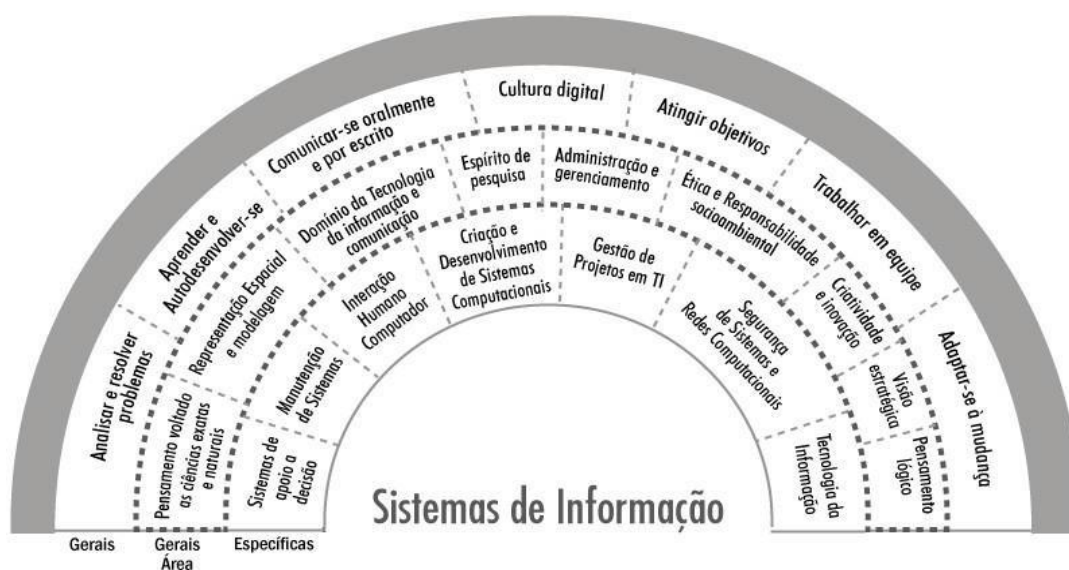 Analisar e resolver
problemas
Aprender e
Autodesenvolver-se
Comunicar-se oralmente
e por escrito
Cultura digital
Atingir objetivos
Trabalhar em equipe
Adaptar-se à mudança
Pensamento voltado
as ciências exatas
e naturais
Representação Espacial
e modelagem
Domínio da Tecnologia
da informação e
comunicação
Espírito de
pesquisa
Administração e
gerenciamento
Ética e Responsabilidade
socioambiental
Criatividade
e inovação
Visão
estratégica
Pensamento
lógico
Sistemas de
apoio a
decisão
Manutenção
de Sistemas
Interação
Humano
Computador
Criação e
Desenvolvimento
de Sistemas
Computacionais
Gestão de
Projetos em TI
Segurança
de Sistemas e
Redes Computacionais
Tecnologia da
Informação
Sistemas de Informação
Gerais
Gerais
Área
Específicas